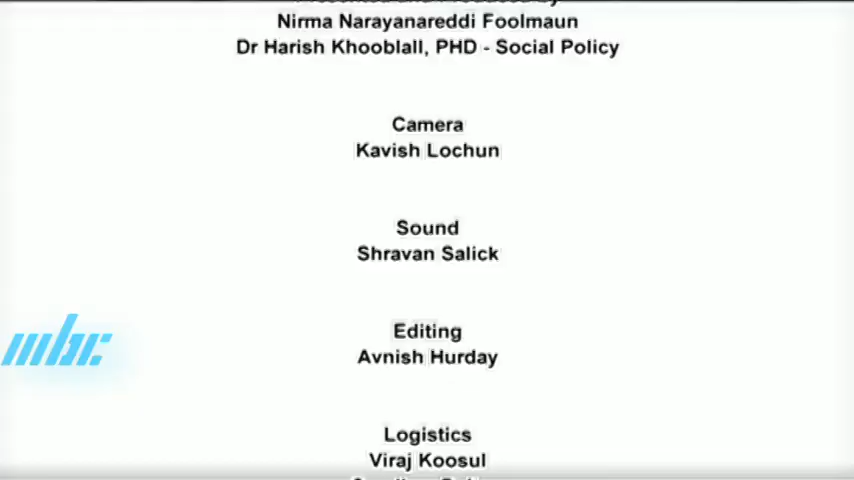 Nirma Narayanareddi Foolmaun
Dr Harish Khooblall, PHD - Social Policy
Camera
Kavish Lochun
Sound
Shravan Salick
Editing
Avnish Hurday
mbc
Logistics
Viraj Koosul